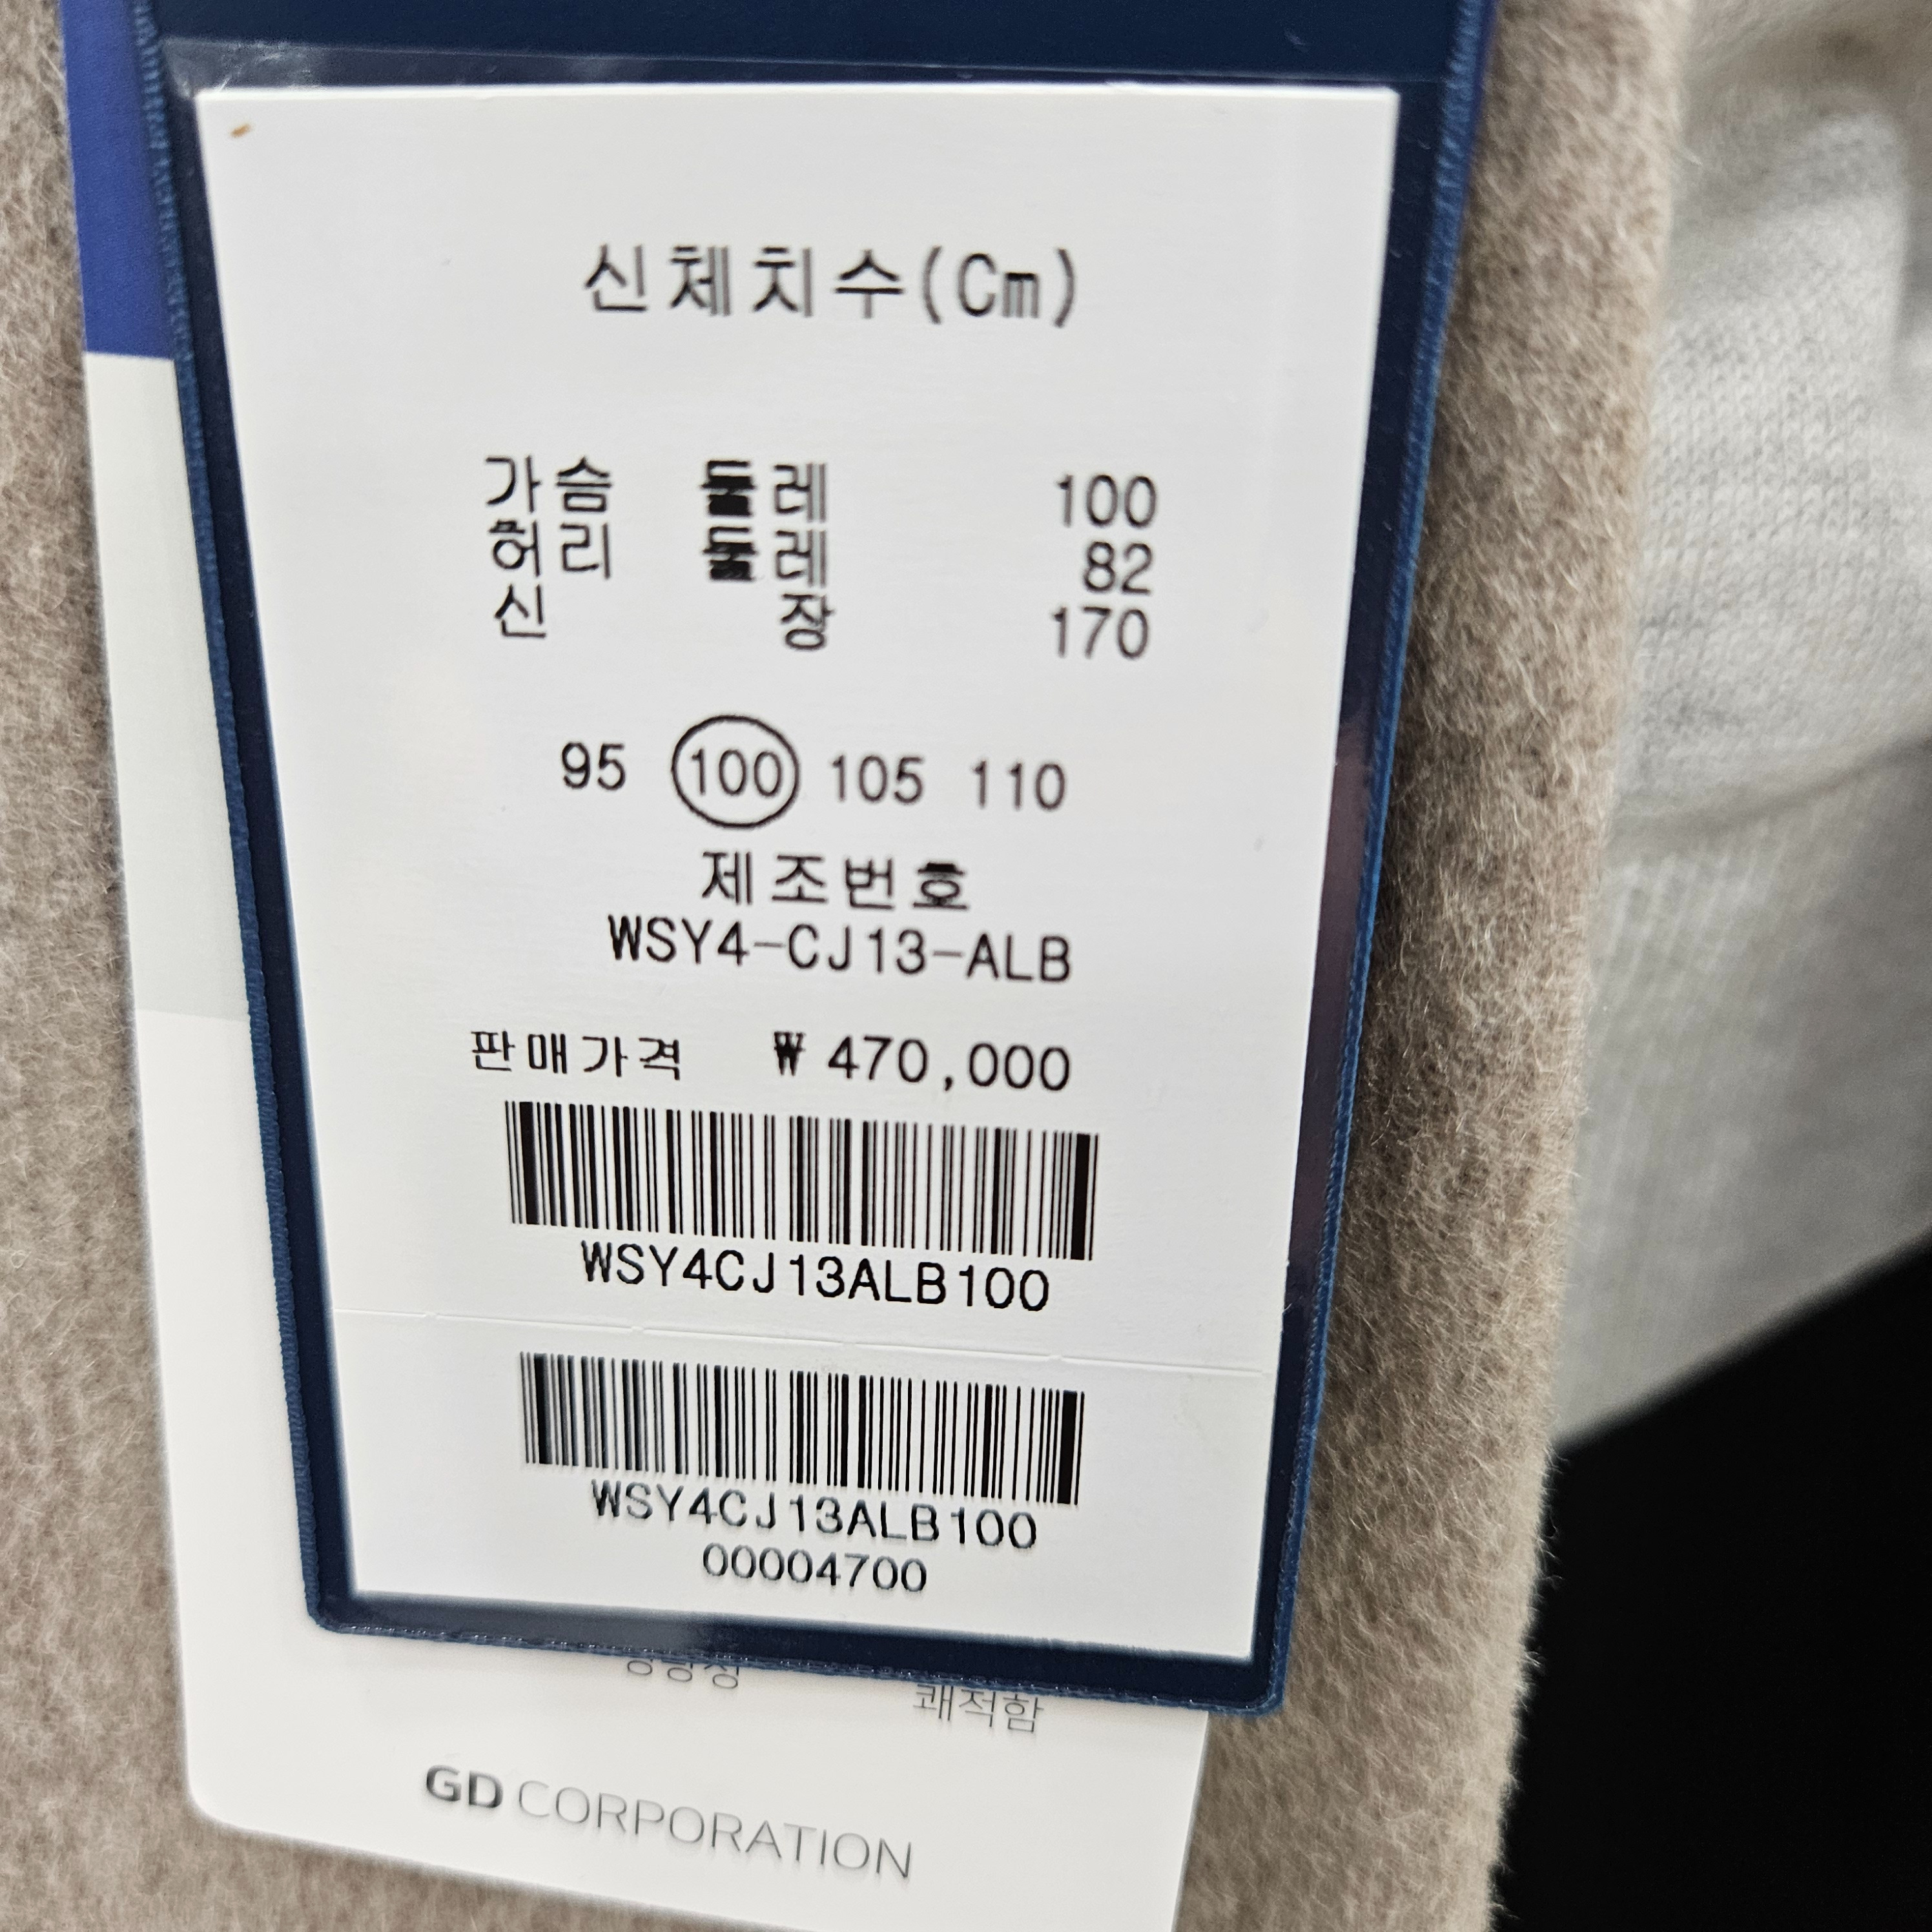 신체치수(Cm)
가슴 둘레 100
허리 둘레 82
신 장 170
95 100 105 110
제조번호
WSY4-CJ13-ALB
판매가격 ₩ 470,000
WSY4CJ13ALB100
WSY4CJ13ALB100
00004700
쾌적함
GD CORPORATION